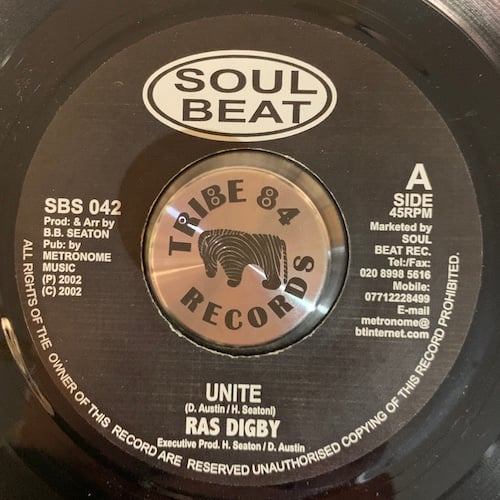 SOUL
BEAT
SBS 042
Prod: & Arr by
B.B. SEATON
Pub: by
METRONOME
MUSIC
(P) 2002
(C) 2002
TRIBE 84
RECORDS
A
SIDE
45RPM
Marketed by
SOUL
BEAT REC.
Tel:/Fax:
020 8998 5616
Mobile:
07712228499
E-mail
metronome@
btinternet.com
UNITE
(D. Austin / H. Seatonl)
RAS DIGBY
Executive Prod. H. Seaton / D. Austin
ALL RIGHTS OF THE OWNER OF THIS RECORD ARE RESERVED UNAUTHORISED COPYING OF THIS RECORD PROHIBITED.